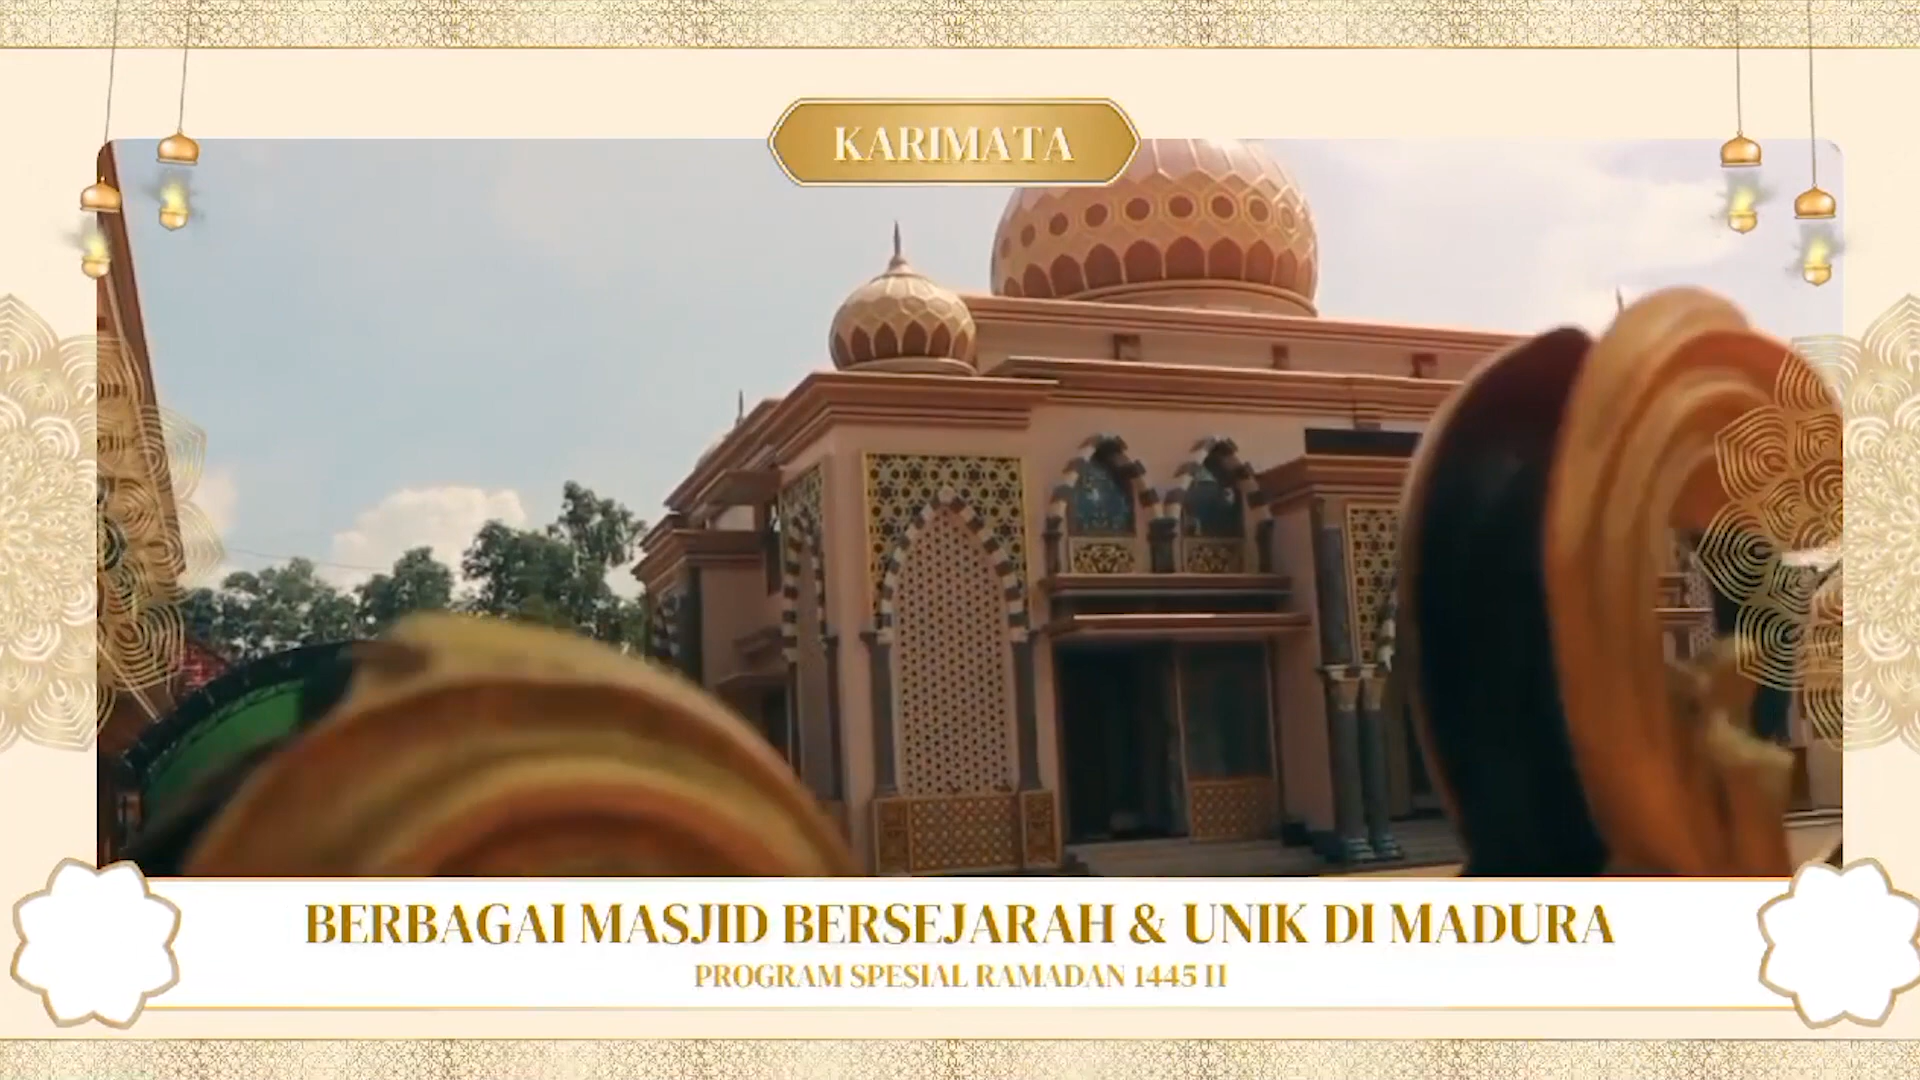 KARIMATA
BERBAGAI MASJID BERSEJARAH & UNIK DI MADURA
PROGRAM SPESIAL RAMADAN 1445 H